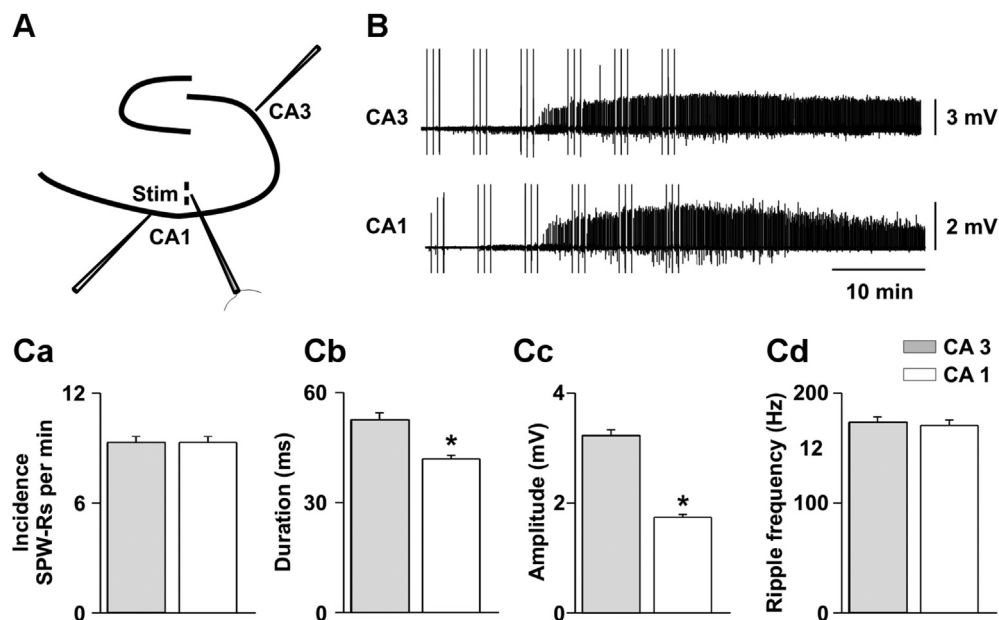 A
CA3
Stim
CA1
B
CA3
3 mV
CA1
2 mV
10 min
Ca
Incidence
SPW-Rs per min
12
6
0
Cb
Duration (ms)
60
30
0
*
Cc
Amplitude (mV)
4
2
0
*
Cd
CA 3
CA 1
Ripple frequency (Hz)
200
12
100
0